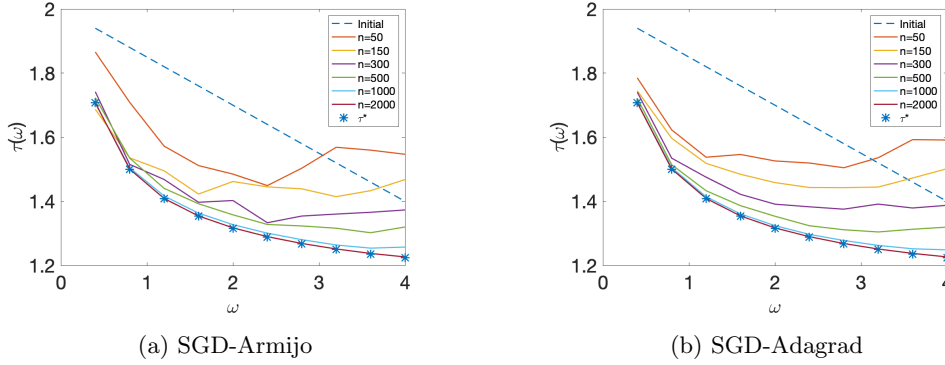 2
1.8
1.6
1.4
1.2
τ(ω)
0 1 2 3 4
ω
Initial
n=50
n=150
n=300
n=500
n=1000
n=2000
τ*
(a) SGD-Armijo
2
1.8
1.6
1.4
1.2
τ(ω)
0 1 2 3 4
ω
Initial
n=50
n=150
n=300
n=500
n=1000
n=2000
τ*
(b) SGD-Adagrad